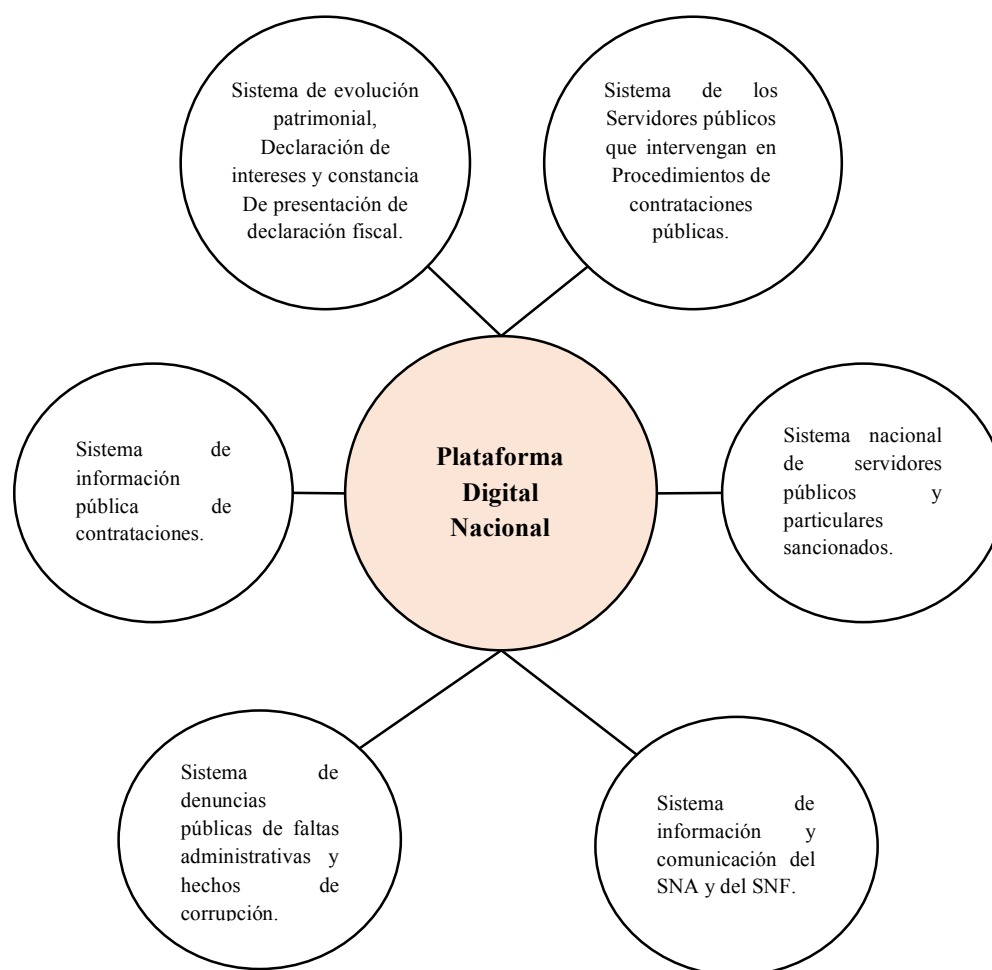 Sistema de evolución
patrimonial,
Declaración de
intereses y constancia
De presentación de
declaración fiscal.
Sistema de los
Servidores públicos
que intervengan en
Procedimientos de
contrataciones
públicas.
Sistema de
información
pública de
contrataciones.
Plataforma
Digital
Nacional
Sistema nacional
de servidores
públicos y
particulares
sancionados.
Sistema de
denuncias
públicas de faltas
administrativas y
hechos de
corrupción.
Sistema de
información y
comunicación del
SNA y del SNF.